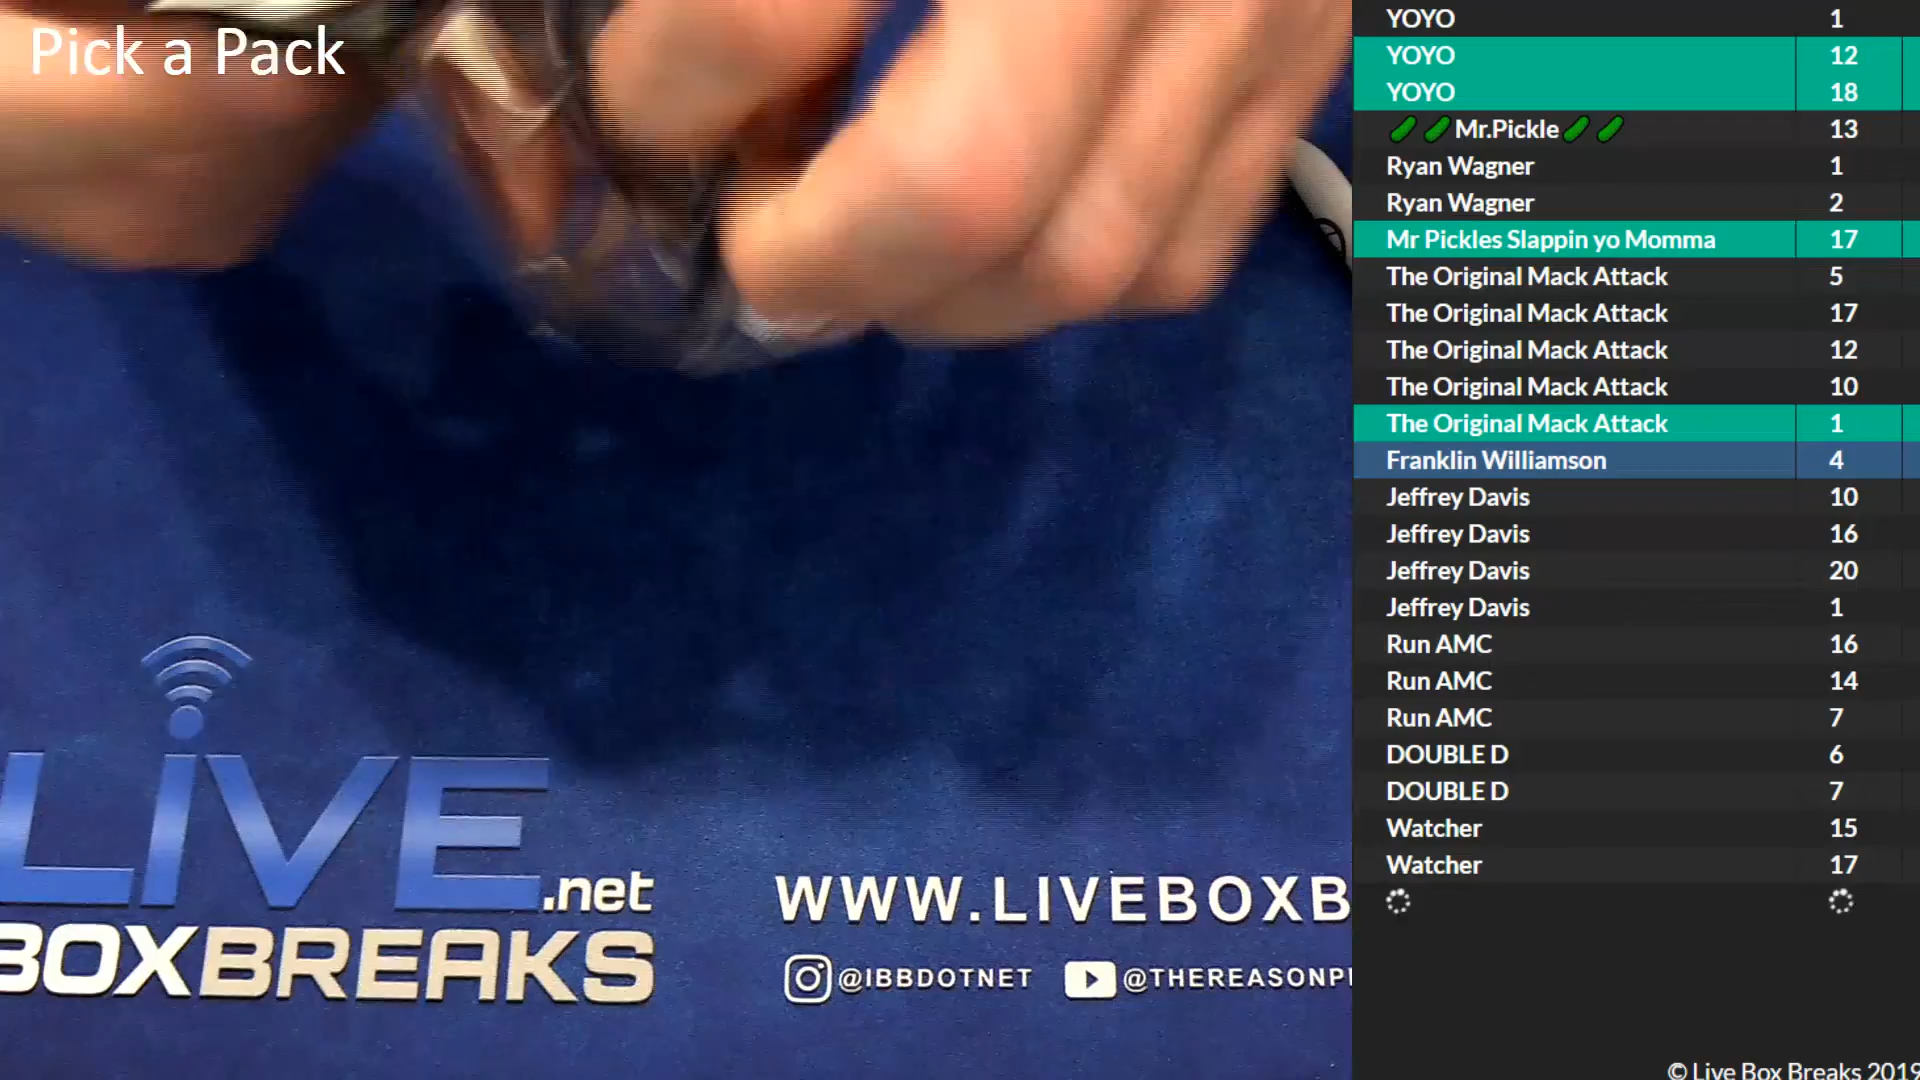 Pick a Pack
YOYO 1
YOYO 12
YOYO 18
Mr.Pickle 13
Ryan Wagner 1
Ryan Wagner 2
Mr Pickles Slappin yo Momma 17
The Original Mack Attack 5
The Original Mack Attack 17
The Original Mack Attack 12
The Original Mack Attack 10
The Original Mack Attack 1
Franklin Williamson 4
Jeffrey Davis 10
Jeffrey Davis 16
Jeffrey Davis 20
Jeffrey Davis 1
Run AMC 16
Run AMC 14
Run AMC 7
DOUBLE D 6
DOUBLE D 7
Watcher 15
Watcher 17
LiVE.net
BOXBREAKS
WWW.LIVEBOXB
@IBBDOTNET @THEREASONP
© Live Box Breaks 2019